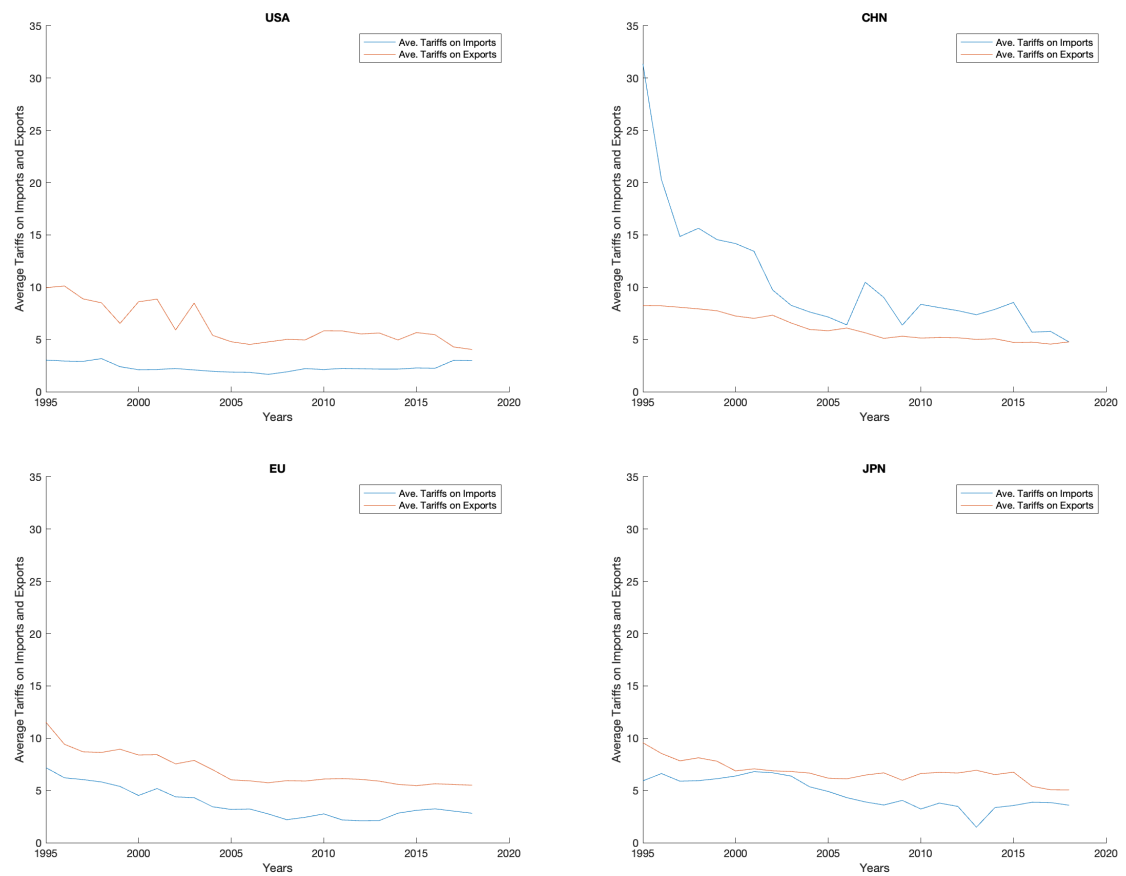 USA
35
30
25
20
15
10
5
0
Average Tariffs on Imports and Exports
Ave. Tariffs on Imports
Ave. Tariffs on Exports
1995 2000 2005 2010 2015 2020
Years
CHN
35
30
25
20
15
10
5
0
Average Tariffs on Imports and Exports
Ave. Tariffs on Imports
Ave. Tariffs on Exports
1995 2000 2005 2010 2015 2020
Years
EU
35
30
25
20
15
10
5
0
Average Tariffs on Imports and Exports
Ave. Tariffs on Imports
Ave. Tariffs on Exports
1995 2000 2005 2010 2015 2020
Years
JPN
35
30
25
20
15
10
5
0
Average Tariffs on Imports and Exports
Ave. Tariffs on Imports
Ave. Tariffs on Exports
1995 2000 2005 2010 2015 2020
Years